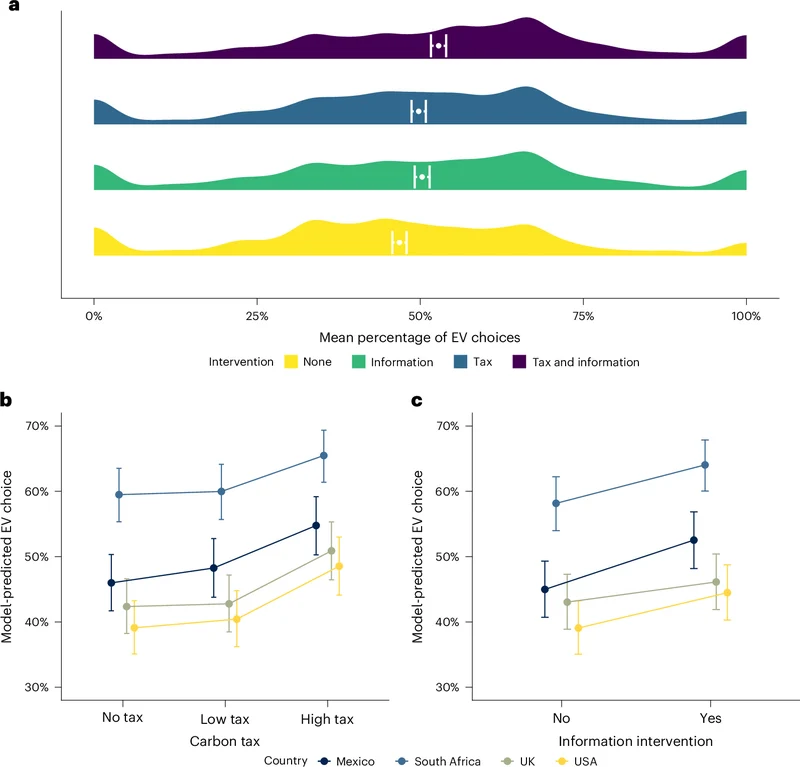 a
0%
25%
50%
75%
100%
Mean percentage of EV choices
Intervention None Information Tax Tax and information
b
70%
60%
50%
40%
30%
Model-predicted EV choice
No tax
Low tax
High tax
Carbon tax
c
70%
60%
50%
40%
30%
Model-predicted EV choice
No
Yes
Information intervention
Country Mexico South Africa UK USA